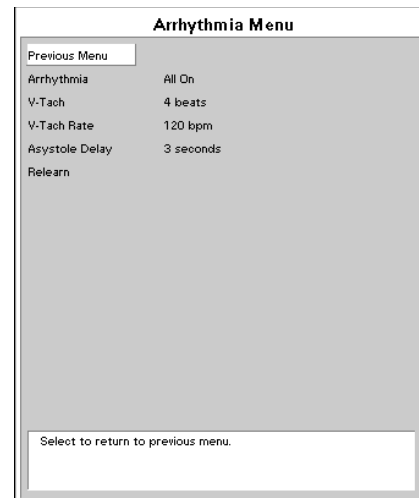 Arrhythmia Menu
Previous Menu
Arrhythmia All On
V-Tach 4 beats
V-Tach Rate 120 bpm
Asystole Delay 3 seconds
Relearn
Select to return to previous menu.